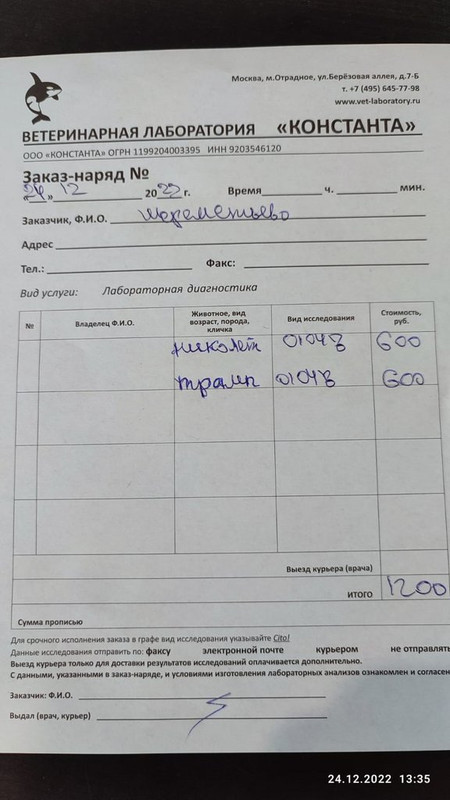 Москва, м.Отрадное, ул.Берёзовая аллея, д.7-Б
т. +7 (495) 645-77-98
www.vet-laboratory.ru
ВЕТЕРИНАРНАЯ ЛАБОРАТОРИЯ «КОНСТАНТА»
ООО «КОНСТАНТА» ОГРН 1199204003395 ИНН 9203546120
Заказ-наряд №
«24» 12 2022 г. Время ч. мин.
Заказчик, Ф.И.О. Шереметьево
Адрес
Тел.: Факс:
Вид услуги: Лабораторная диагностика
№ Владелец Ф.И.О. Животное, вид возраст, порода, кличка Вид исследования Стоимость, руб.
николет 0104 600
трамп 0104 600
Выезд курьера (врача)
ИТОГО 1200
Сумма прописью
Для срочного исполнения заказа в графе вид исследования указывайте Cito!
Данные исследования отправить по: факсу электронной почте курьером не отправлять
Выезд курьера только для доставки результатов исследований оплачивается дополнительно.
С данными, указанными в заказ-наряде, и условиями изготовления лабораторных анализов ознакомлен и согласен
Заказчик: Ф.И.О.
Выдал (врач, курьер)
24.12.2022 13:35